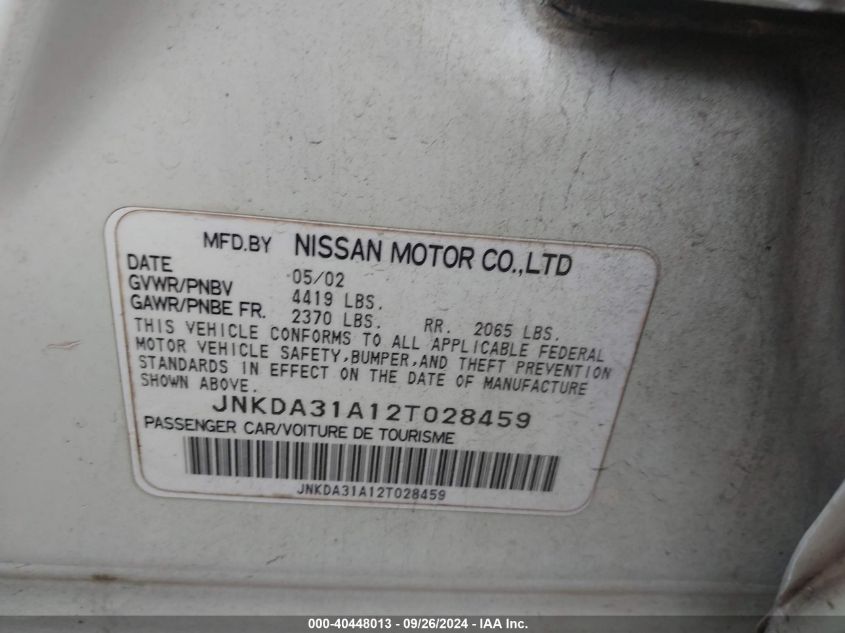 MFD.BY NISSAN MOTOR CO.,LTD
DATE 05/02
GVWR/PNBV 4419 LBS.
GAWR/PNBE FR. 2370 LBS. RR. 2065 LBS.
THIS VEHICLE CONFORMS TO ALL APPLICABLE FEDERAL
MOTOR VEHICLE SAFETY,BUMPER,AND THEFT PREVENTION
STANDARDS IN EFFECT ON THE DATE OF MANUFACTURE
SHOWN ABOVE.
JNKDA31A12T028459
PASSENGER CAR/VOITURE DE TOURISME
JNKDA31A12T028459
000-40448013 - 09/26/2024 - IAA Inc.